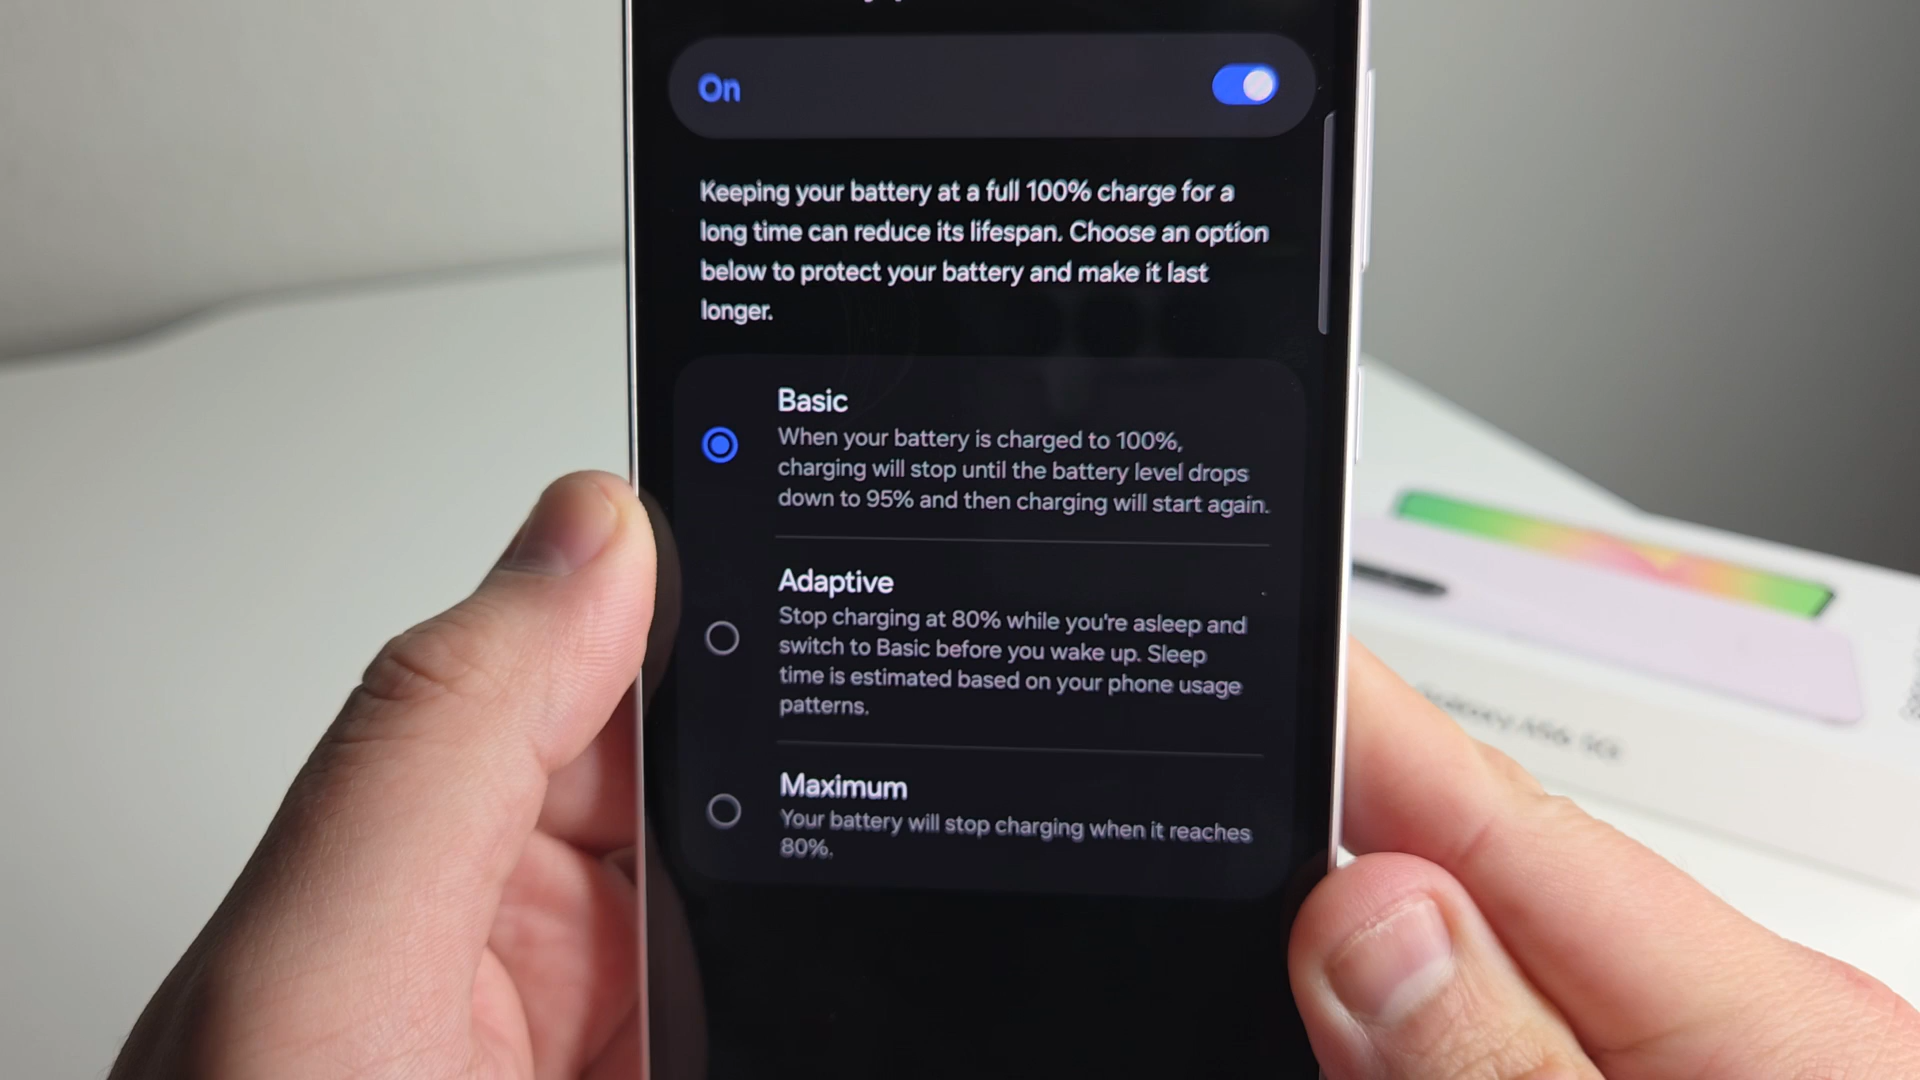 On
Keeping your battery at a full 100% charge for a
long time can reduce its lifespan. Choose an option
below to protect your battery and make it last
longer.
Basic
When your battery is charged to 100%,
charging will stop until the battery level drops
down to 95% and then charging will start again.
Adaptive
Stop charging at 80% while you're asleep and
switch to Basic before you wake up. Sleep
time is estimated based on your phone usage
patterns.
Maximum
Your battery will stop charging when it reaches
80%.